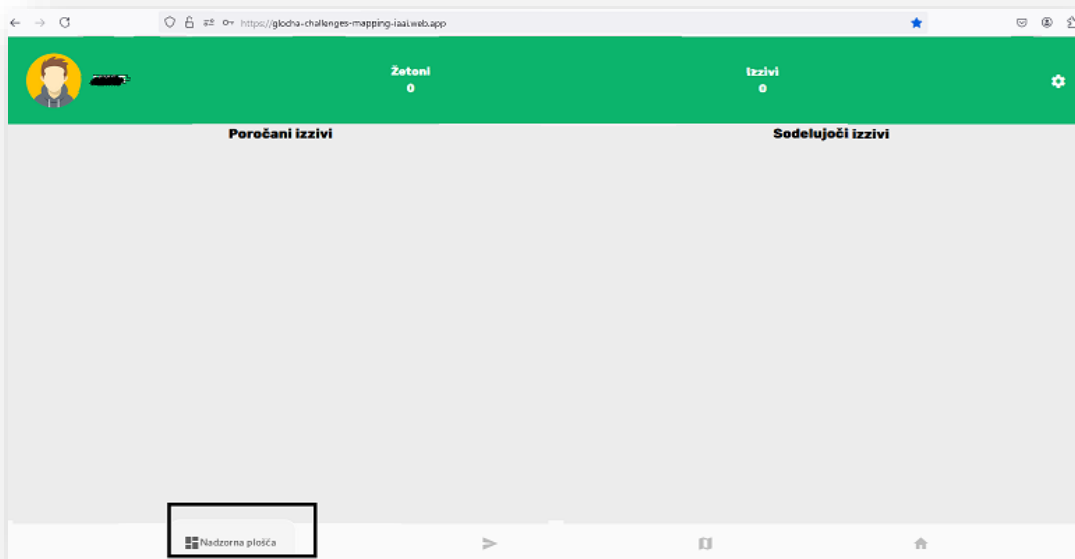 https://glocha-challenges-mapping-iaai.web.app
Žetoni
0
Izzivi
0
Poročani izzivi
Sodelujoči izzivi
Nadzorna plošča